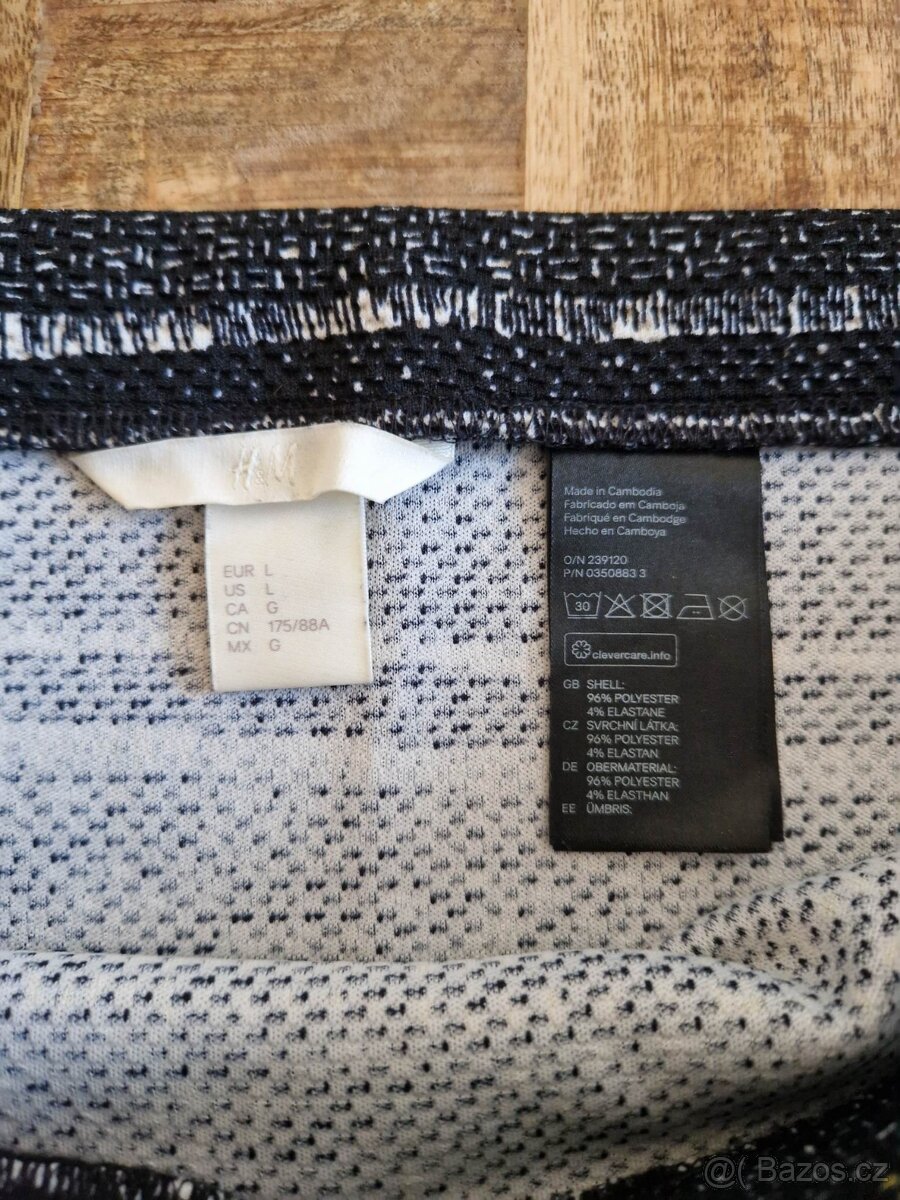 H&M
EUR L
US L
CA G
CN 175/88A
MX G
Made in Cambodia
Fabricado em Camboja
Fabriqué en Cambodge
Hecho en Camboya
O/N 239120
P/N 0350883 3
30
clevercare.info
GB SHELL:
96% POLYESTER
4% ELASTANE
CZ SVRCHNÍ LÁTKA:
96% POLYESTER
4% ELASTAN
DE OBERMATERIAL:
96% POLYESTER
4% ELASTHAN
EE ÜMBRIS:
@( Bazos.cz